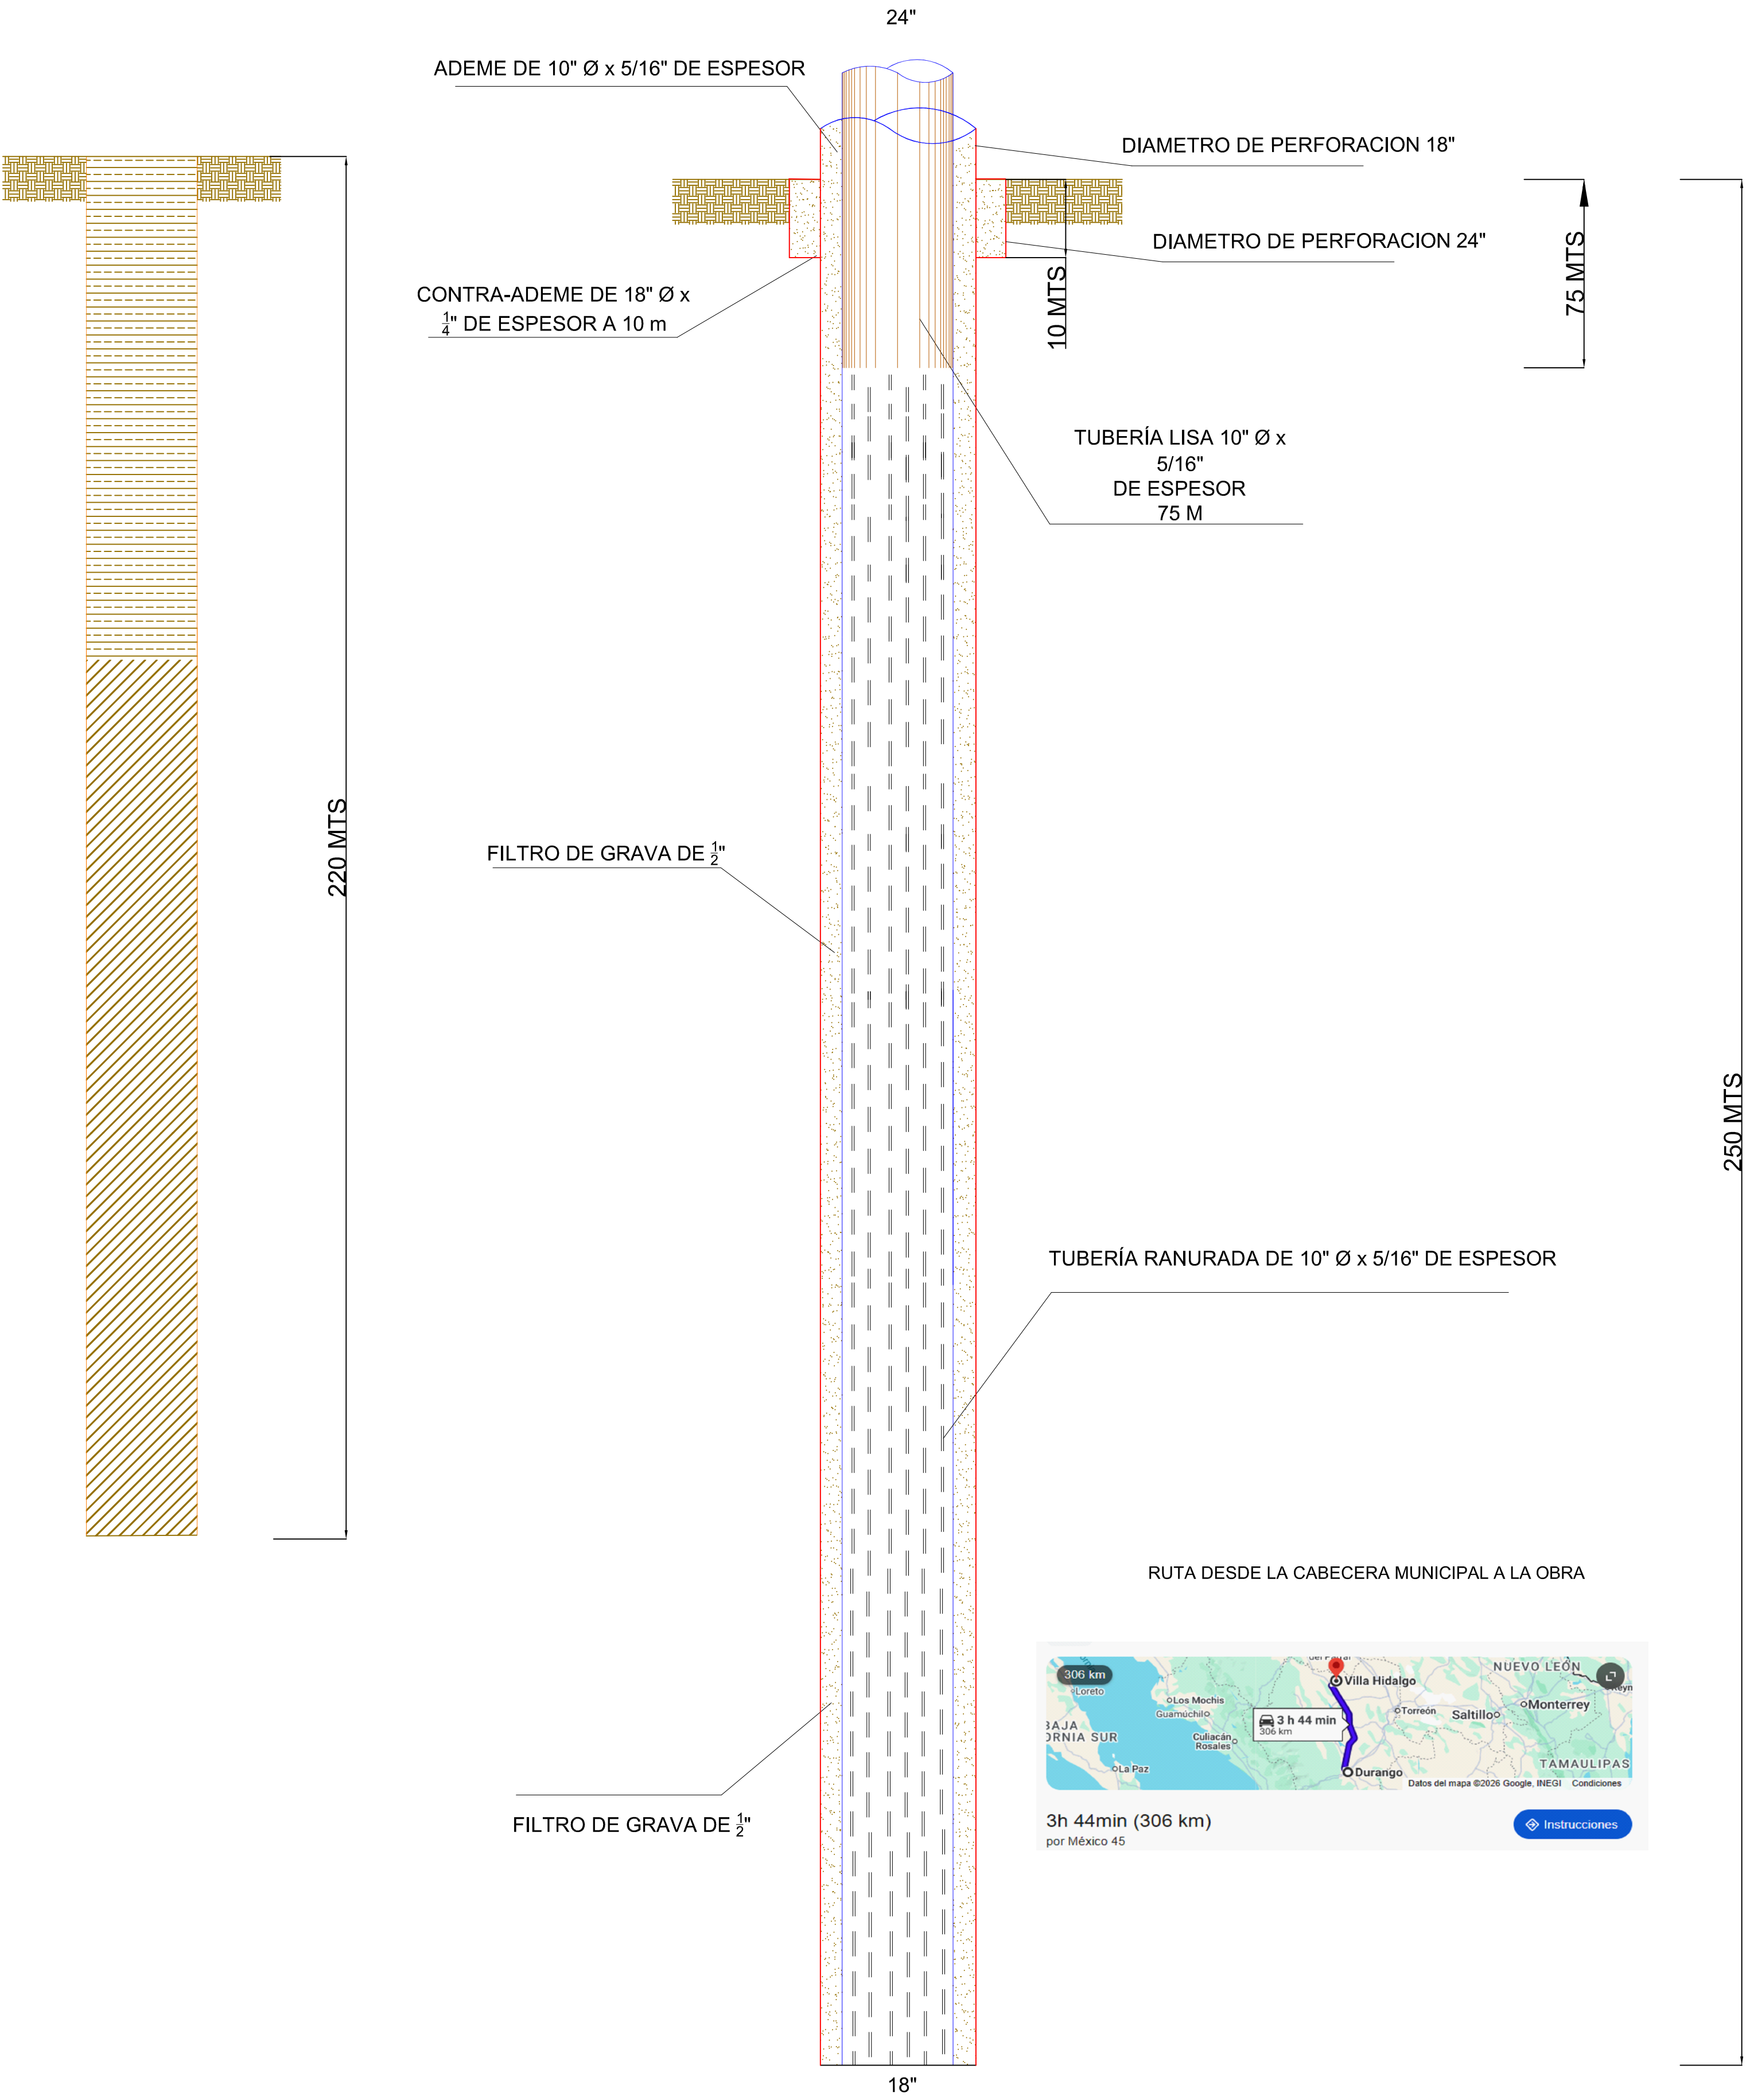 24"
ADEME DE 10" Ø x 5/16" DE ESPESOR
DIAMETRO DE PERFORACION 18"
DIAMETRO DE PERFORACION 24"
75 MTS
10 MTS
CONTRA-ADEME DE 18" Ø x
1/4" DE ESPESOR A 10 m
TUBERÍA LISA 10" Ø x
5/16"
DE ESPESOR
75 M
220 MTS
FILTRO DE GRAVA DE 1/2"
250 MTS
TUBERÍA RANURADA DE 10" Ø x 5/16" DE ESPESOR
RUTA DESDE LA CABECERA MUNICIPAL A LA OBRA
306 km
Loreto
Los Mochis
Guamúchil
Culiacán
Rosales
La Paz
Villa Hidalgo
3 h 44 min
306 km
Torreón
Saltillo
Monterrey
NUEVO LEÓN
TAMAULIPAS
Durango
Datos del mapa ©2026 Google, INEGI
Condiciones
3h 44min (306 km)
por México 45
Instrucciones
FILTRO DE GRAVA DE 1/2"
18"